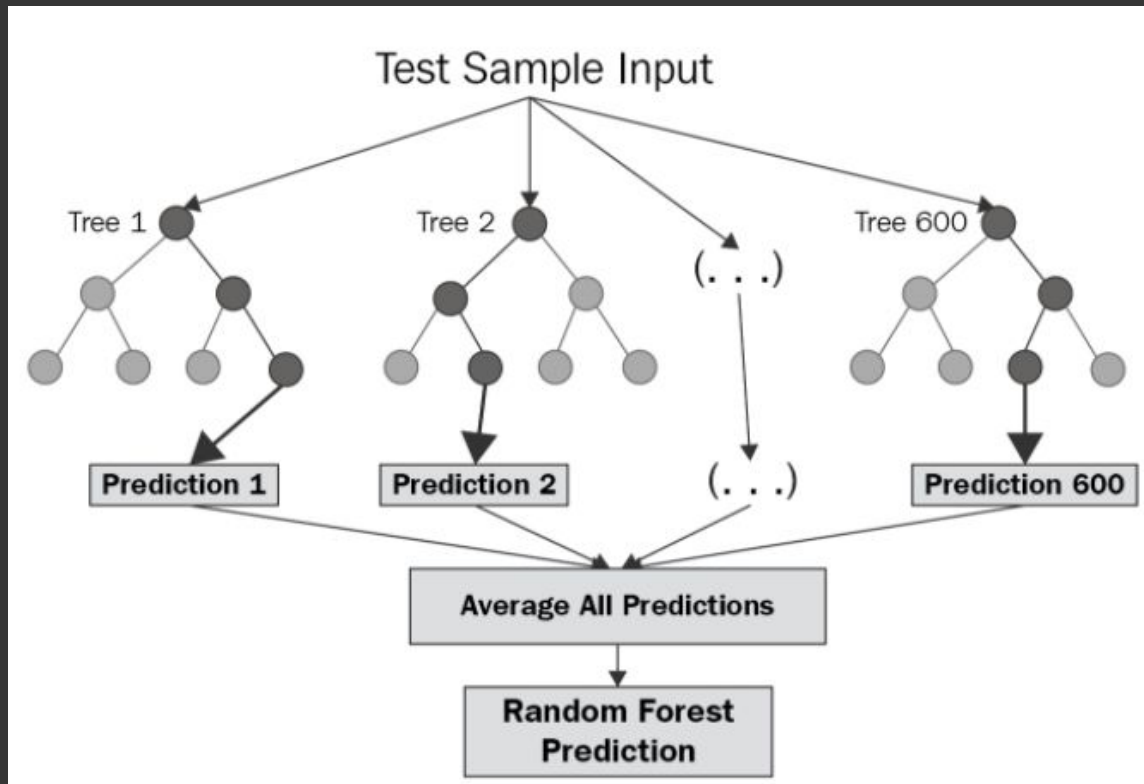 Test Sample Input
Tree 1
Tree 2
Tree 600
(. . .)
Prediction 1
Prediction 2
(. . .)
Prediction 600
Average All Predictions
Random Forest
Prediction